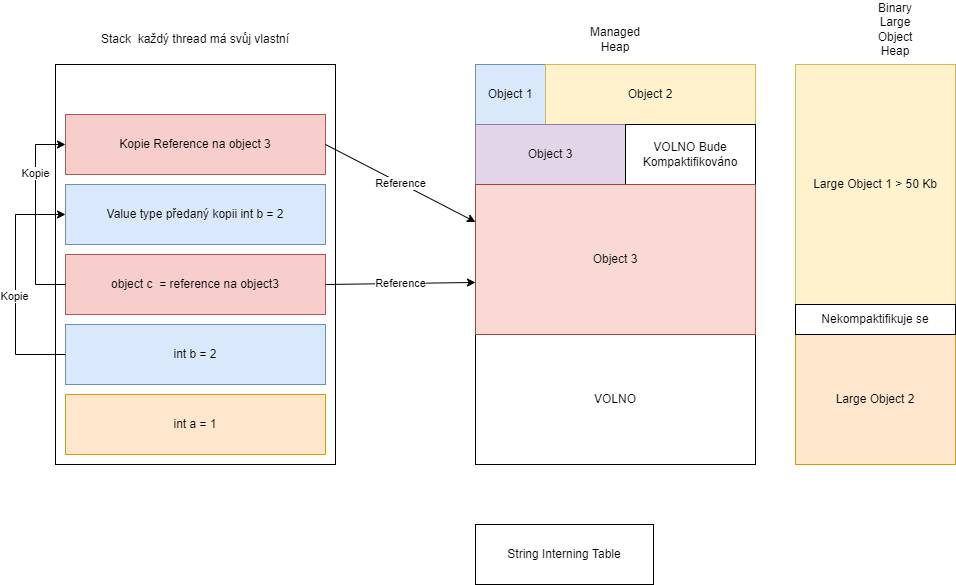 Stack každý thread má svůj vlastní
Kopie Reference na object 3
Value type předaný kopii int b = 2
object c = reference na object3
int b = 2
int a = 1
Kopie
Kopie
Reference
Reference
Managed
Heap
Object 1
Object 2
Object 3
VOLNO Bude
Kompaktifikováno
Object 3
VOLNO
Binary
Large
Object
Heap
Large Object 1 > 50 Kb
Nekompaktifikuje se
Large Object 2
String Interning Table